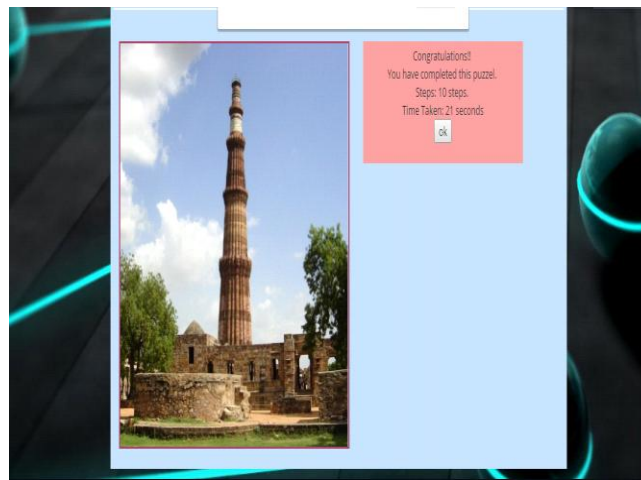 Congratulations!!
You have completed this puzzel.
Steps: 10 steps.
Time Taken: 21 seconds
ok